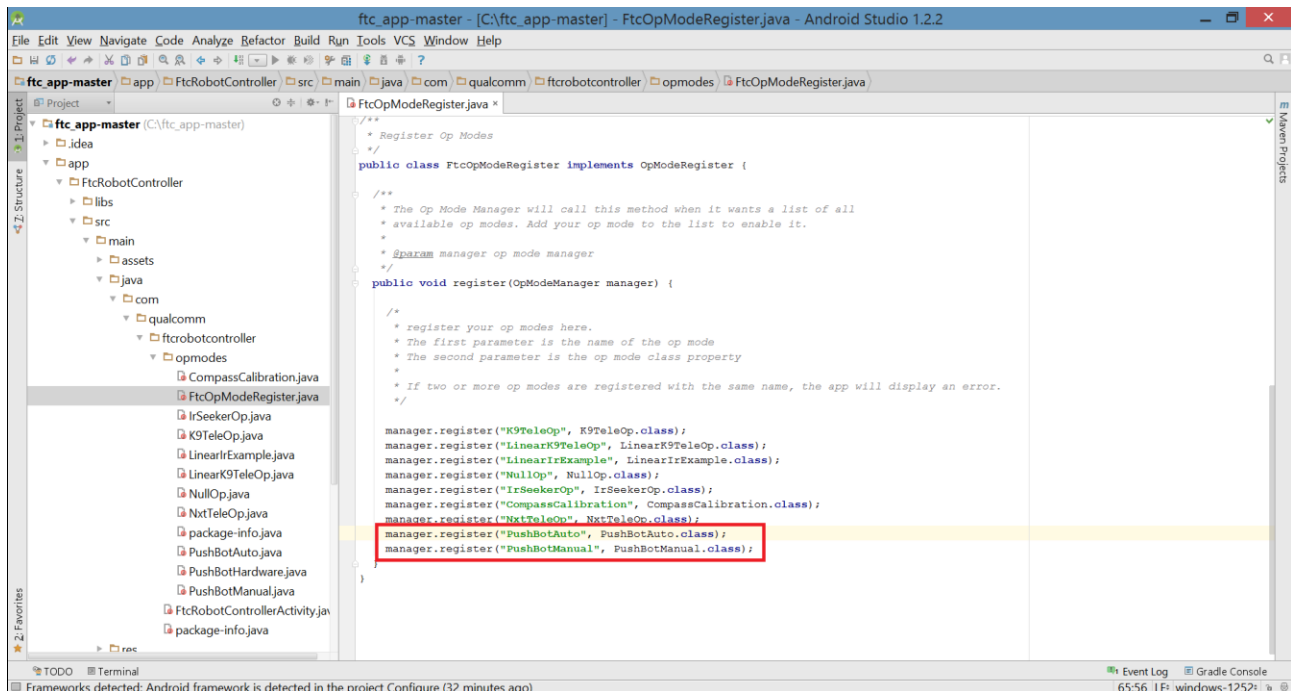 ftc_app-master - [C:\ftc_app-master] - FtcOpModeRegister.java - Android Studio 1.2.2
File Edit View Navigate Code Analyze Refactor Build Run Tools VCS Window Help
ftc_app-master app FtcRobotController src main java com qualcomm ftcrobotcontroller opmodes FtcOpModeRegister.java
Project
FtcOpModeRegister.java ×
1: Project
Z: Structure
2: Favorites
ftc_app-master (C:\ftc_app-master)
.idea
app
FtcRobotController
libs
src
main
assets
java
com
qualcomm
ftcrobotcontroller
opmodes
CompassCalibration.java
FtcOpModeRegister.java
IrSeekerOp.java
K9TeleOp.java
LinearIrExample.java
LinearK9TeleOp.java
NullOp.java
NxtTeleOp.java
package-info.java
PushBotAuto.java
PushBotHardware.java
PushBotManual.java
FtcRobotControllerActivity.jav
package-info.java
res
/**
* Register Op Modes
*/
public class FtcOpModeRegister implements OpModeRegister {
/**
* The Op Mode Manager will call this method when it wants a list of all
* available op modes. Add your op mode to the list to enable it.
*
* @param manager op mode manager
*/
public void register(OpModeManager manager) {
/*
* register your op modes here.
* The first parameter is the name of the op mode
* The second parameter is the op mode class property
*
* If two or more op modes are registered with the same name, the app will display an error.
*/
manager.register("K9TeleOp", K9TeleOp.class);
manager.register("LinearK9TeleOp", LinearK9TeleOp.class);
manager.register("LinearIrExample", LinearIrExample.class);
manager.register("NullOp", NullOp.class);
manager.register("IrSeekerOp", IrSeekerOp.class);
manager.register("CompassCalibration", CompassCalibration.class);
manager.register("NxtTeleOp", NxtTeleOp.class);
manager.register("PushBotAuto", PushBotAuto.class);
manager.register("PushBotManual", PushBotManual.class);
}
}
m Maven Projects
TODO Terminal
Event Log Gradle Console
Frameworks detected: Android framework is detected in the project Configure (32 minutes ago)
65:56 LF÷ windows-1252÷